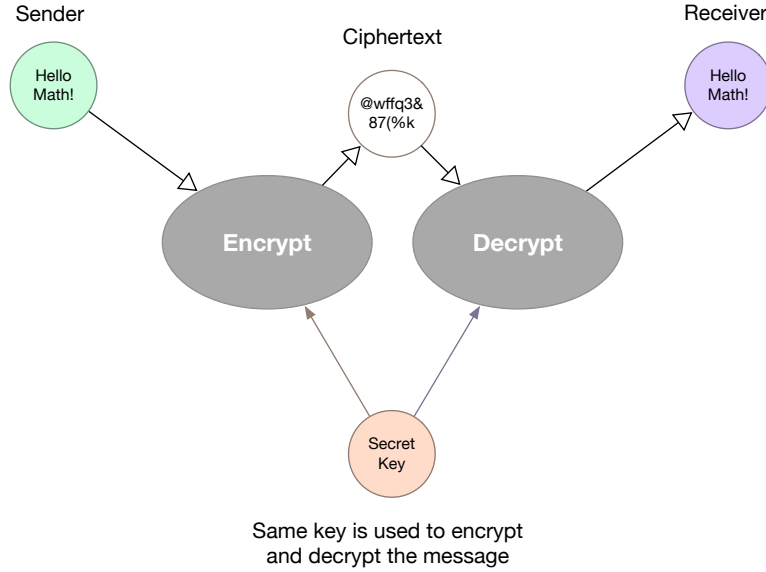 Sender
Receiver
Ciphertext
Hello
Math!
@wffq3&
87(%k
Hello
Math!
Encrypt
Decrypt
Secret
Key
Same key is used to encrypt
and decrypt the message